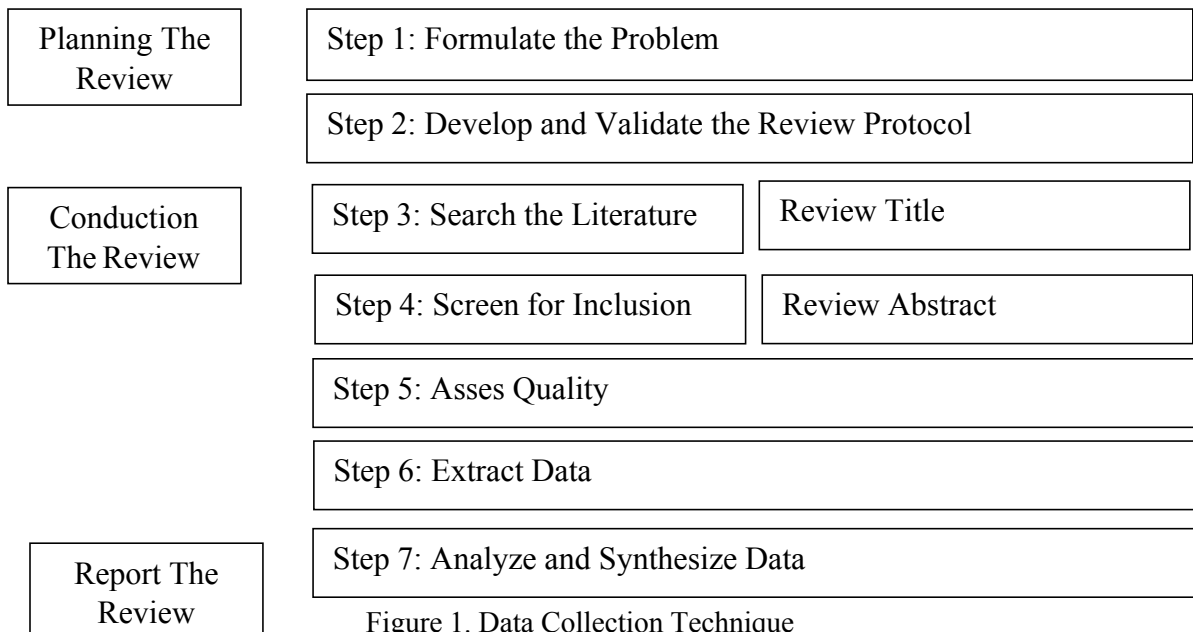 Planning The
Review
Step 1: Formulate the Problem
Step 2: Develop and Validate the Review Protocol
Conduction
The Review
Step 3: Search the Literature
Review Title
Step 4: Screen for Inclusion
Review Abstract
Step 5: Asses Quality
Step 6: Extract Data
Report The
Review
Step 7: Analyze and Synthesize Data
Figure 1. Data Collection Technique